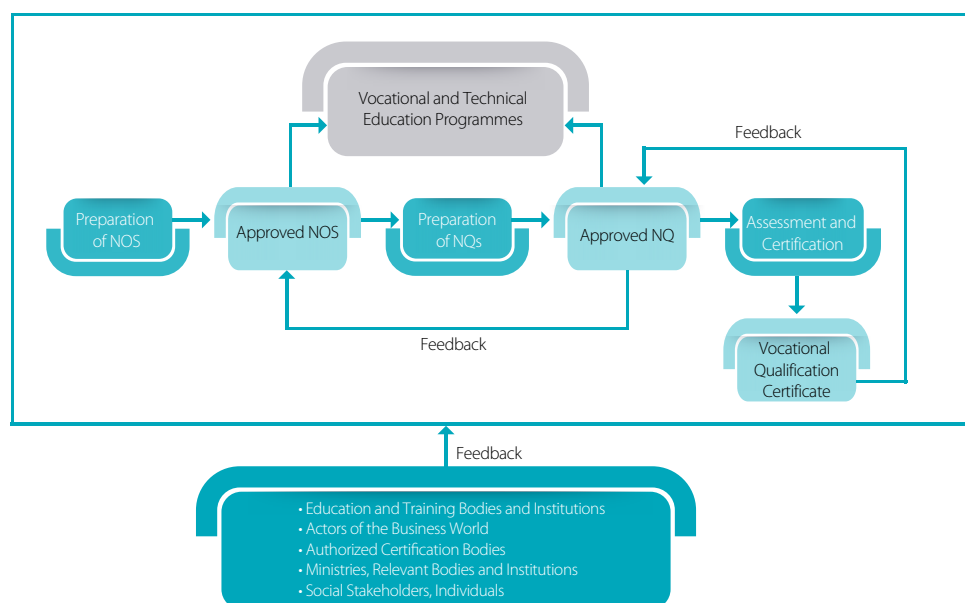 Vocational and Technical
Education Programmes
Feedback
Preparation
of NOS
Approved NOS
Preparation
of NQs
Approved NQ
Assessment and
Certification
Feedback
Vocational
Qualification
Certificate
Feedback
• Education and Training Bodies and Institutions
• Actors of the Business World
• Authorized Certification Bodies
• Ministries, Relevant Bodies and Institutions
• Social Stakeholders, Individuals